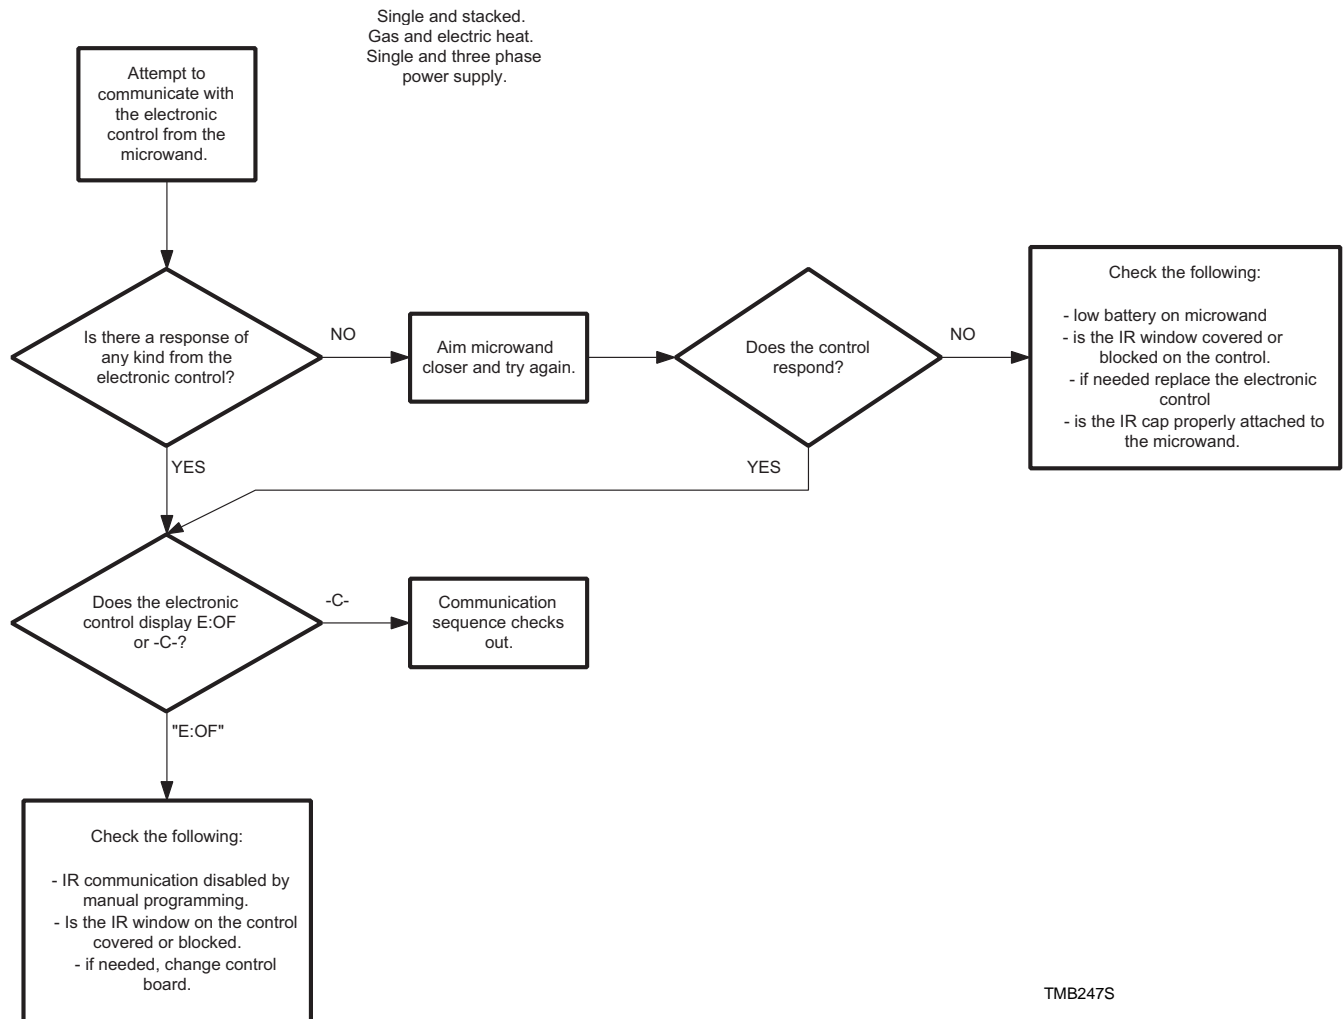 Single and stacked.
Gas and electric heat.
Single and three phase
power supply.
Attempt to
communicate with
the electronic
control from the
microwand.
Is there a response of
any kind from the
electronic control?
NO
Aim microwand
closer and try again.
Does the control
respond?
NO
Check the following:
- low battery on microwand
- is the IR window covered or
blocked on the control.
- if needed replace the electronic
control
- is the IR cap properly attached to
the microwand.
YES
YES
Does the electronic
control display E:OF
or -C-?
-C-
Communication
sequence checks
out.
"E:OF"
Check the following:
- IR communication disabled by
manual programming.
- Is the IR window on the control
covered or blocked.
- if needed, change control
board.
TMB247S